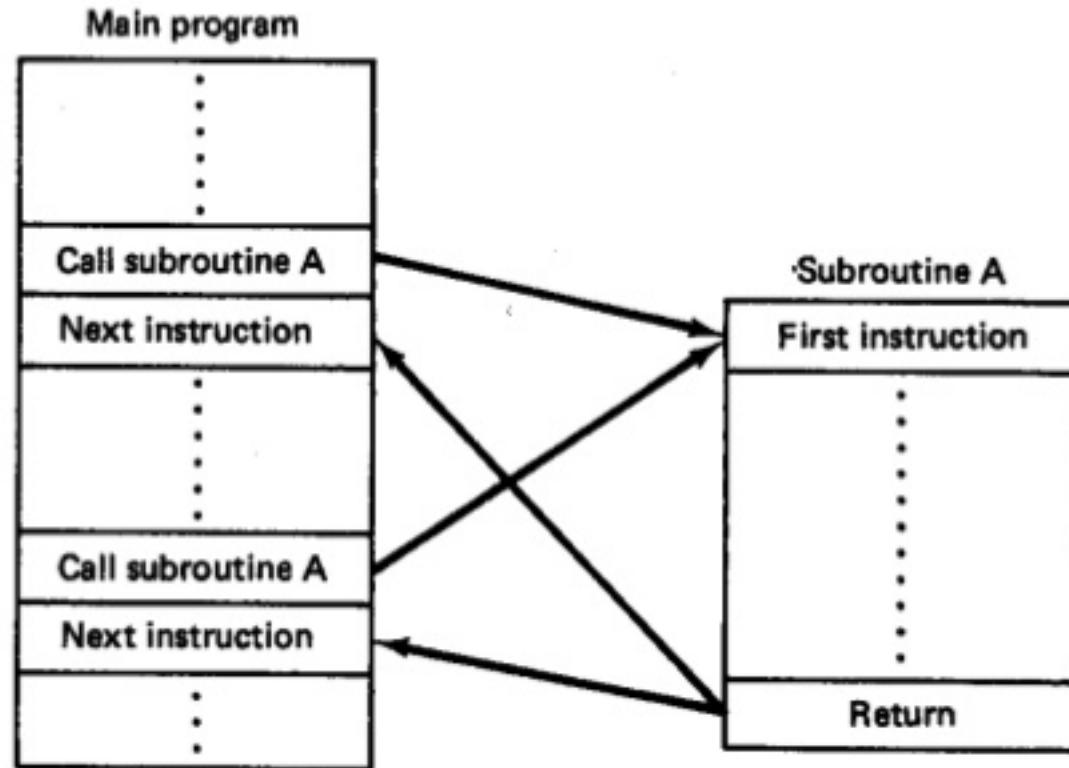 Main program
Call subroutine A
Next instruction
Call subroutine A
Next instruction
Subroutine A
First instruction
Return